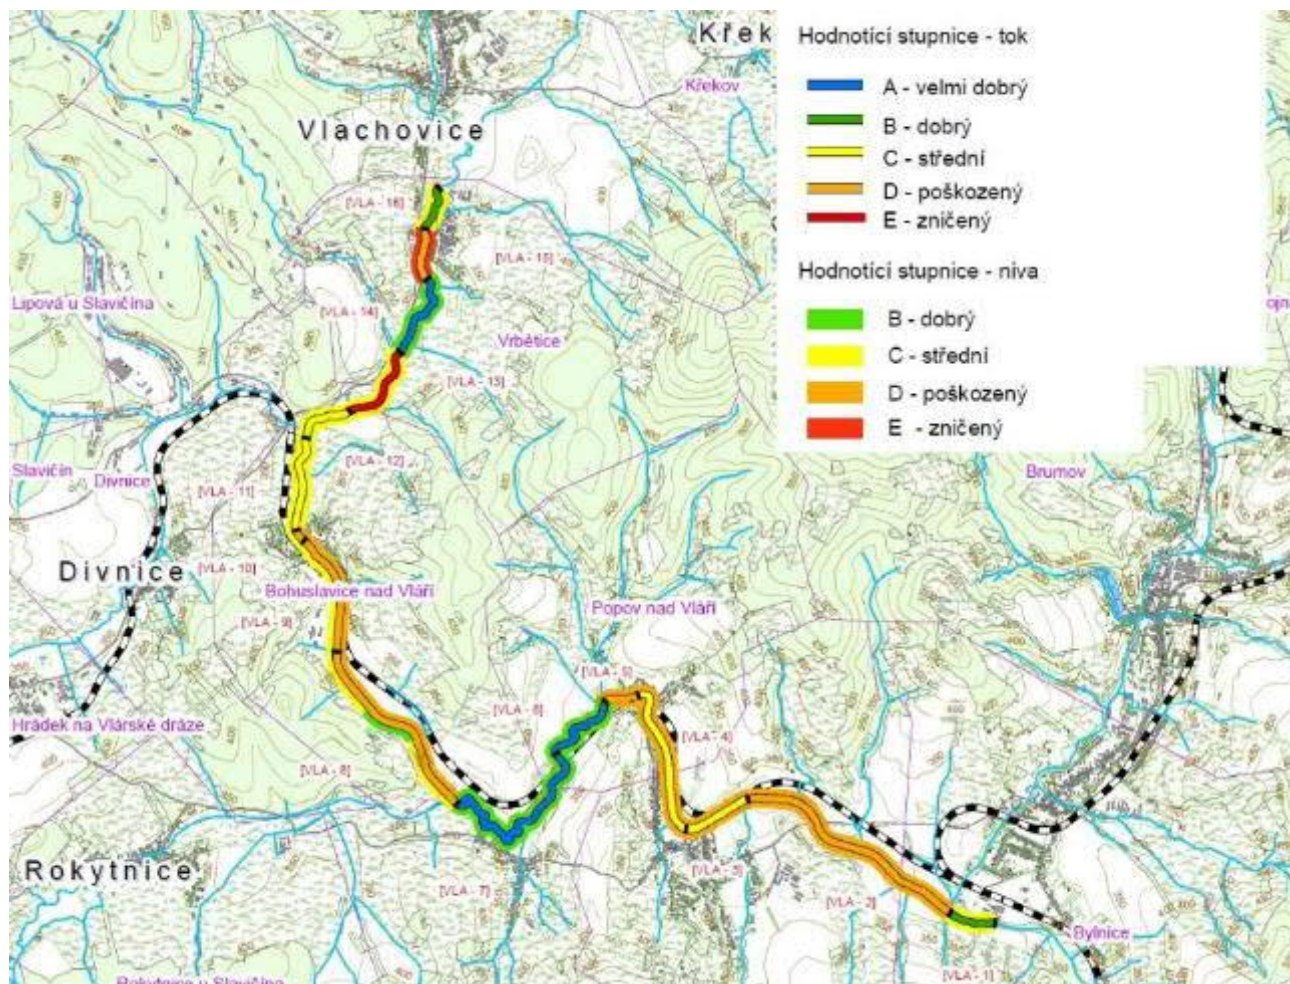 Křek
Hodnotící stupnice - tok
Křekov
A - velmi dobrý
Vlachovice
B - dobrý
C - střední
D - poškozený
[VLA - 16]
E - zničený
[VLA - 15]
Hodnotící stupnice - niva
Lipová u Slavičína
[VLA - 14]
B - dobrý
Vrbětice
C - střední
[VLA - 13]
D - poškozený
E - zničený
Slavičín
Divnice
[VLA - 12]
Brumov
[VLA - 11]
Divnice
[VLA - 10]
Bohuslavice nad Vláří
Popov nad Vláří
[VLA - 9]
[VLA - 5]
Hrádek na Vlárské dráze
[VLA - 6]
[VLA - 4]
[VLA - 8]
Rokytnice
[VLA - 7]
[VLA - 3]
[VLA - 2]
Bylnice
[VLA - 1]
Rokytnice u Slavičína